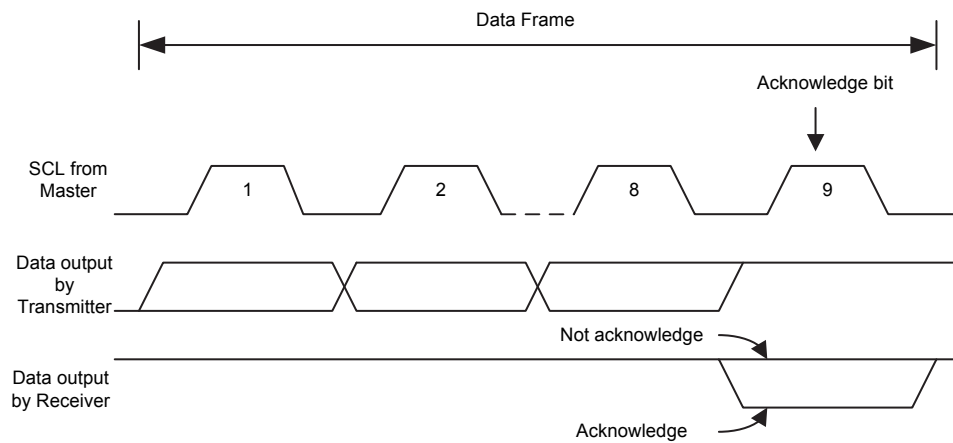 Data Frame
Acknowledge bit
SCL from
Master
1
2
8
9
Data output
by
Transmitter
Not acknowledge
Data output
by Receiver
Acknowledge